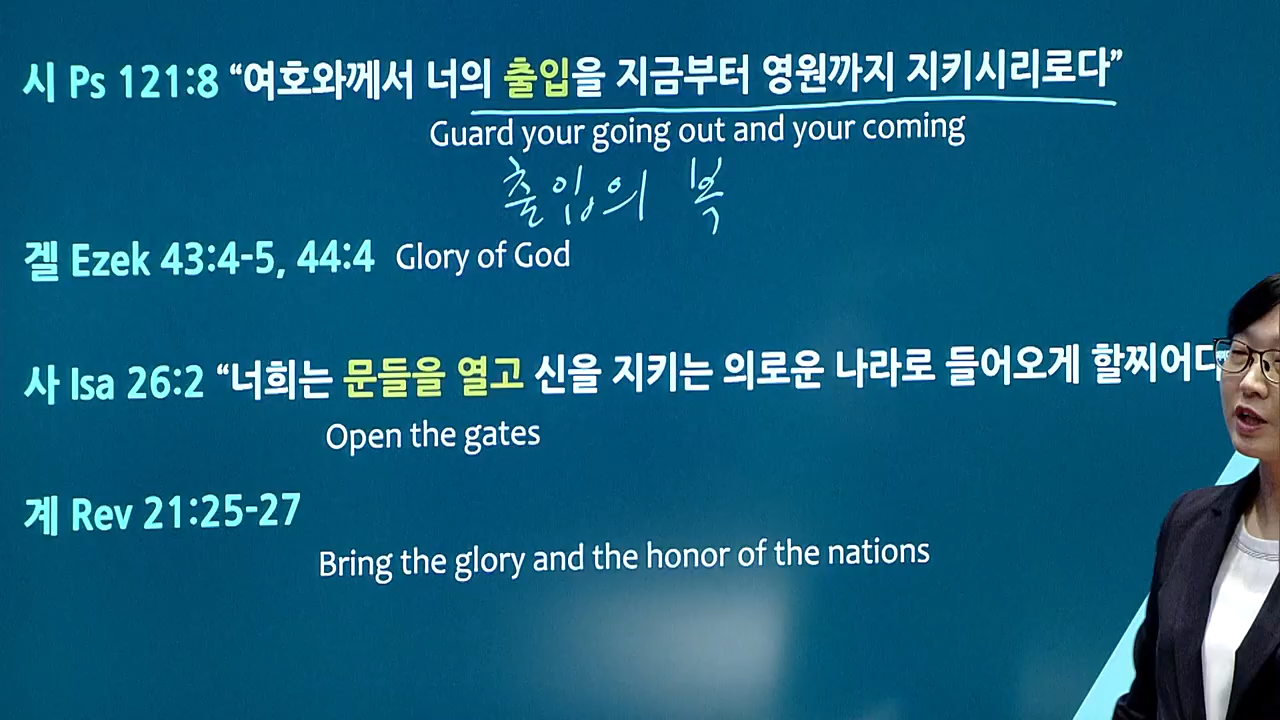 시 Ps 121:8 “여호와께서 너의 출입을 지금부터 영원까지 지키시리로다”
Guard your going out and your coming
출입의 복
겔 Ezek 43:4-5, 44:4 Glory of God
사 Isa 26:2 “너희는 문들을 열고 신을 지키는 의로운 나라로 들어오게 할찌어다
Open the gates
계 Rev 21:25-27
Bring the glory and the honor of the nations